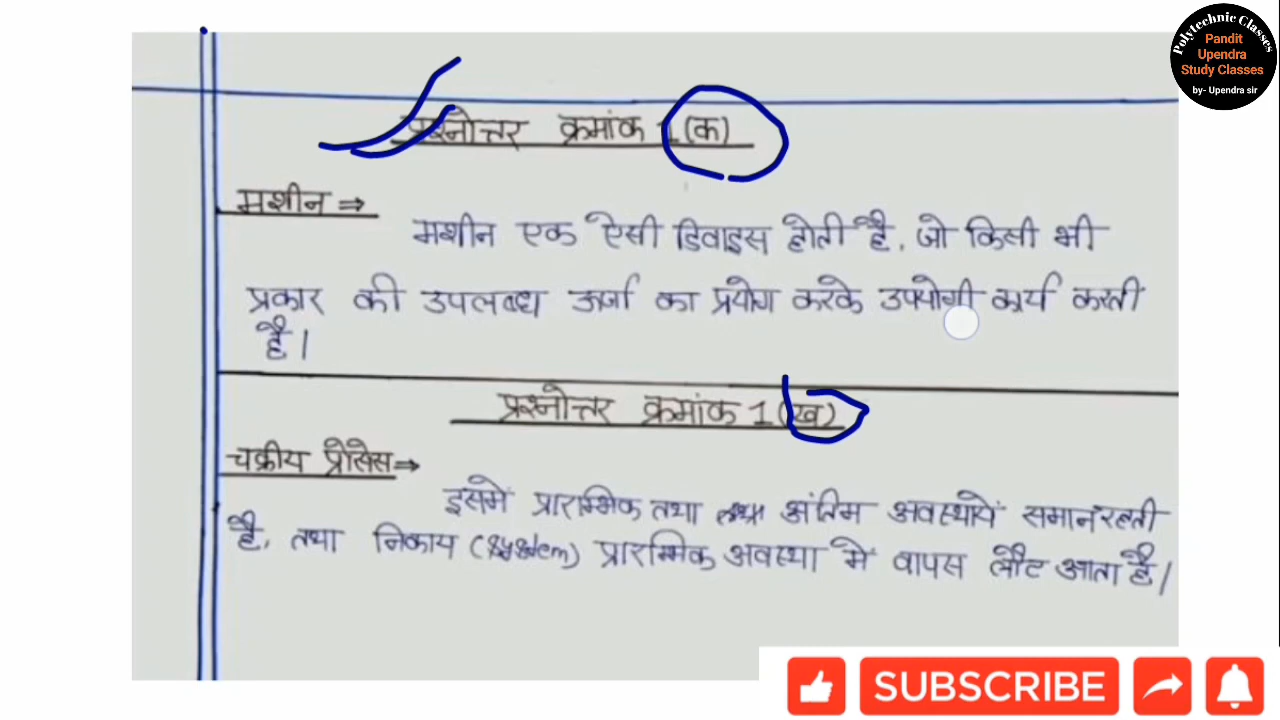 Polytechnic Classes
Pandit
Upendra
Study Classes
by- Upendra sir
प्रश्नोत्तर क्रमांक 1 (क)
मशीन ⇒
मशीन एक ऐसी डिवाइस होती है, जो किसी भी
प्रकार की उपलब्ध ऊर्जा का प्रयोग करके उपयोगी कार्य करती
है।
प्रश्नोत्तर क्रमांक 1 (ख)
चक्रीय प्रोसेस ⇒
इसमें प्रारम्भिक तथा अंतिम अवस्थायें समान रहती
है, तथा निकाय (System) प्रारम्भिक अवस्था में वापस लौट आता है।
SUBSCRIBE